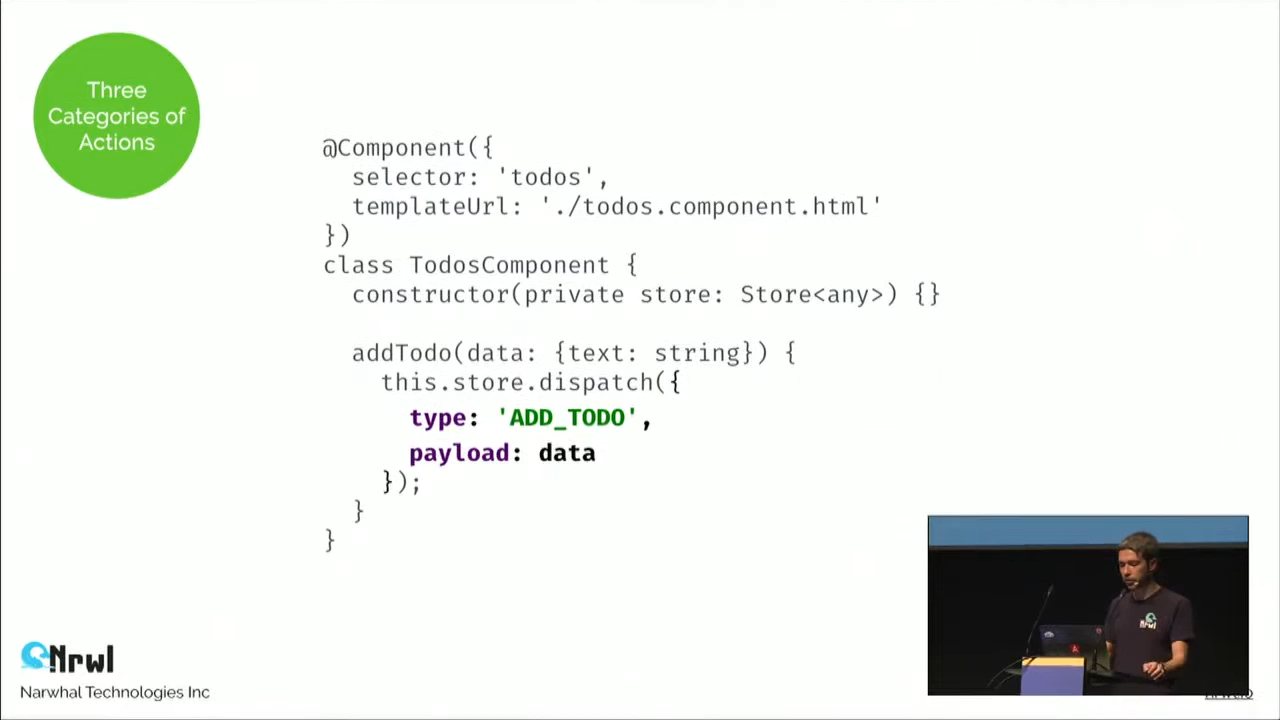 Three
Categories of
Actions
@Component({
  selector: 'todos',
  templateUrl: './todos.component.html'
})
class TodosComponent {
  constructor(private store: Store<any>) {}

  addTodo(data: {text: string}) {
    this.store.dispatch({
      type: 'ADD_TODO',
      payload: data
    });
  }
}
Nrwl
Narwhal Technologies Inc
Nrwl